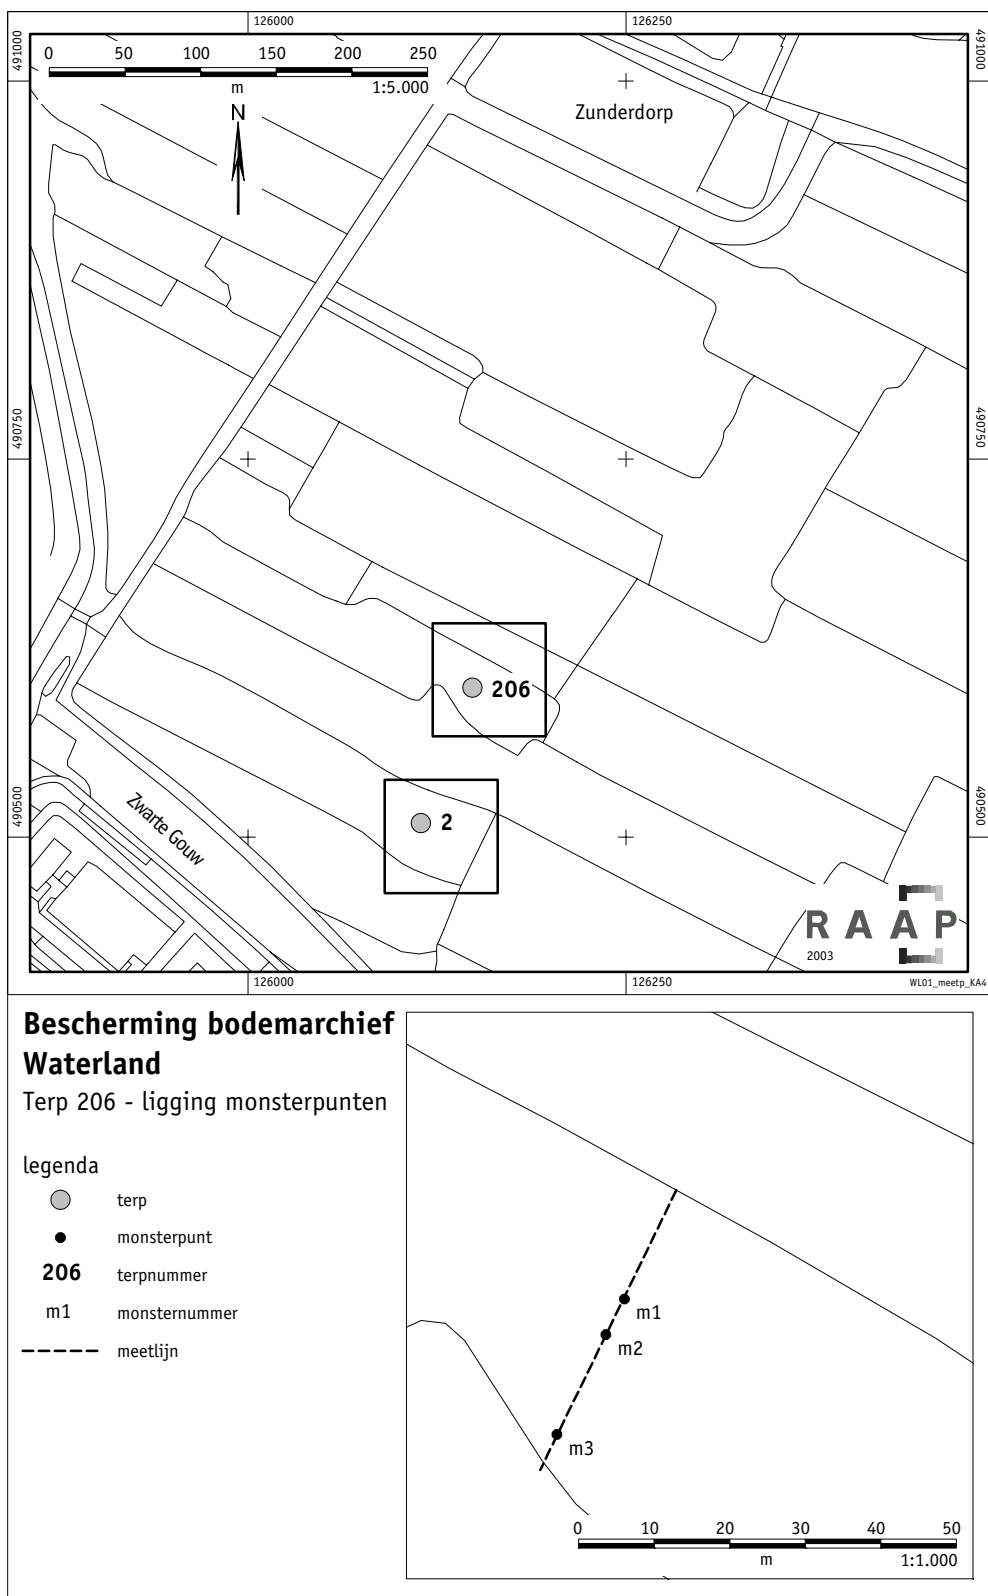 126000
126250
491000
491000
0 50 100 150 200 250
m 1:5.000
N
Zunderdorp
490750
490750
206
490500
490500
2
Zwarte Gouw
RAAP
2003
126000
126250
WL01_meetp_KA4
Bescherming bodemarchief
Waterland
Terp 206 - ligging monsterpunten
legenda
terp
monsterpunt
206 terpnummer
m1 monsternummer
meetlijn
m1
m2
m3
0 10 20 30 40 50
m 1:1.000